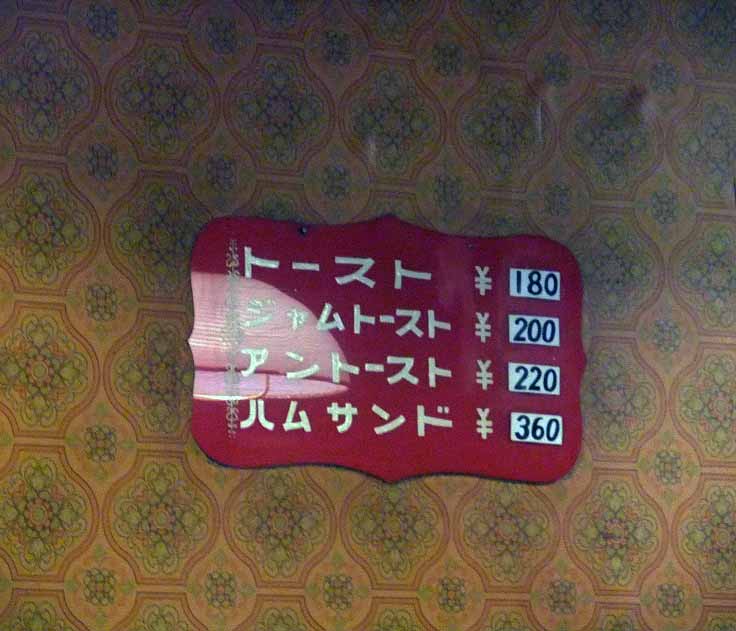 トースト ¥ 180
ジャムトースト ¥ 200
アントースト ¥ 220
ハムサンド ¥ 360